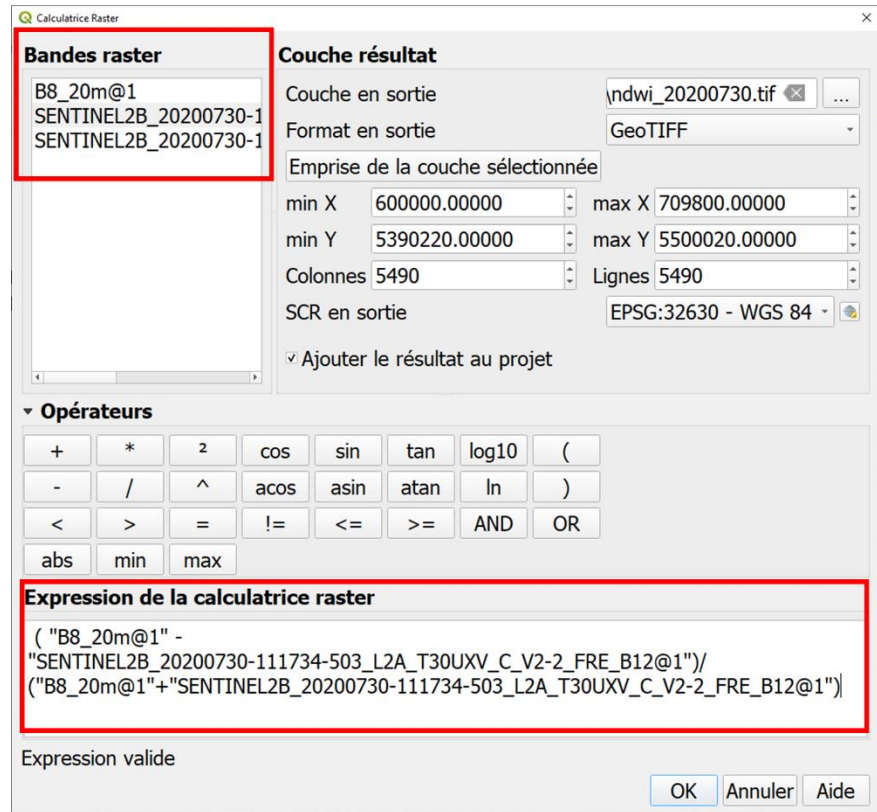 Calculatrice Raster
Bandes raster
B8_20m@1
SENTINEL2B_20200730-1
SENTINEL2B_20200730-1
Couche résultat
Couche en sortie \ndwi_20200730.tif ...
Format en sortie GeoTIFF
Emprise de la couche sélectionnée
min X 600000.00000 max X 709800.00000
min Y 5390220.00000 max Y 5500020.00000
Colonnes 5490 Lignes 5490
SCR en sortie EPSG:32630 - WGS 84
Ajouter le résultat au projet
Opérateurs
+ * ² cos sin tan log10 (
- / ^ acos asin atan ln )
< > = != <= >= AND OR
abs min max
Expression de la calculatrice raster
( "B8_20m@1" -
"SENTINEL2B_20200730-111734-503_L2A_T30UXV_C_V2-2_FRE_B12@1")/
("B8_20m@1"+"SENTINEL2B_20200730-111734-503_L2A_T30UXV_C_V2-2_FRE_B12@1")
Expression valide
OK Annuler Aide